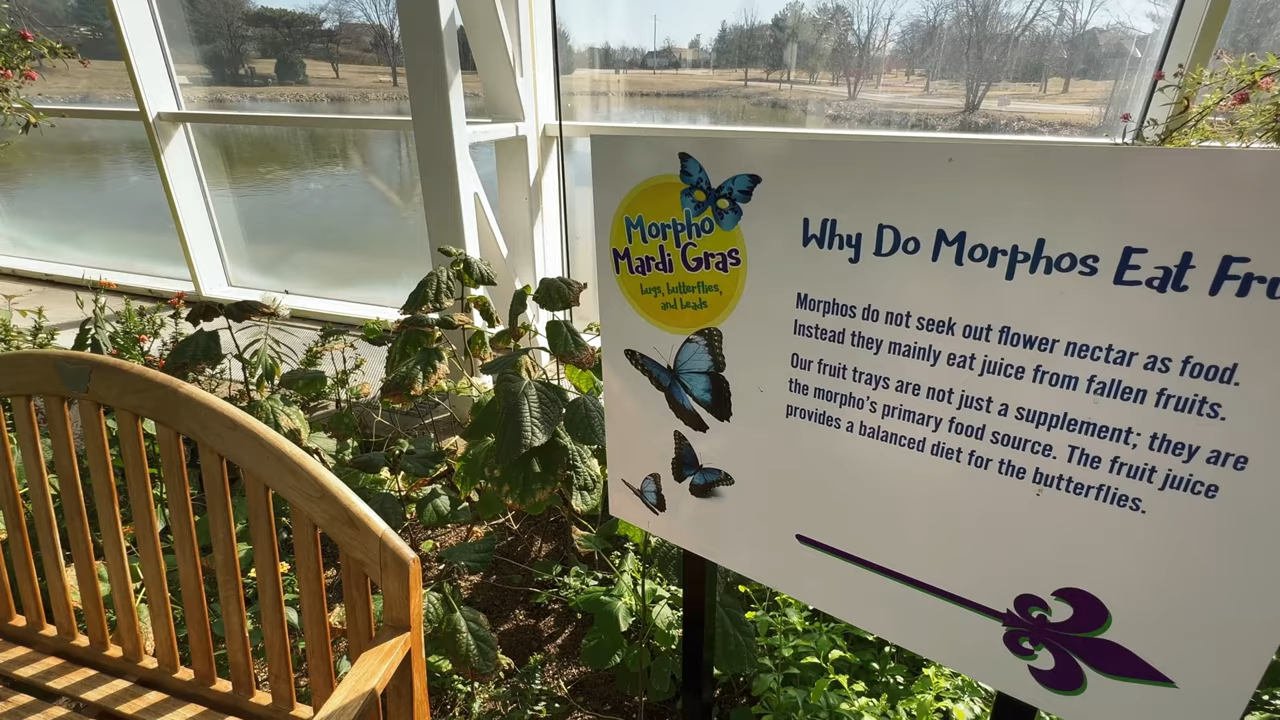 Morpho
Mardi Gras
bugs, butterflies,
and beads
Why Do Morphos Eat Fru
Morphos do not seek out flower nectar as food.
Instead they mainly eat juice from fallen fruits.
Our fruit trays are not just a supplement; they are
the morpho's primary food source. The fruit juice
provides a balanced diet for the butterflies.